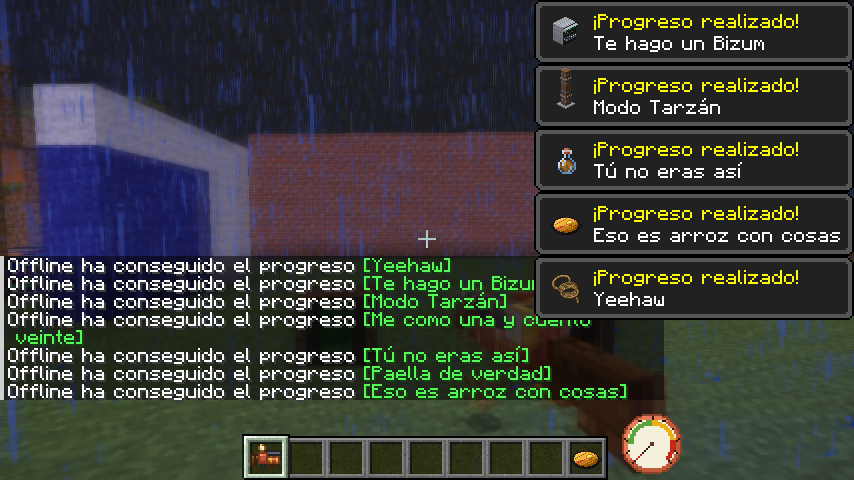 ¡Progreso realizado!
Te hago un Bizum
¡Progreso realizado!
Modo Tarzán
¡Progreso realizado!
Tú no eras así
¡Progreso realizado!
Eso es arroz con cosas
¡Progreso realizado!
Yeehaw
Offline ha conseguido el progreso [Yeehaw]
Offline ha conseguido el progreso [Te hago un Bizum
Offline ha conseguido el progreso [Modo Tarzán]
Offline ha conseguido el progreso [Me como una y cuento
veinte]
Offline ha conseguido el progreso [Tú no eras así]
Offline ha conseguido el progreso [Paella de verdad]
Offline ha conseguido el progreso [Eso es arroz con cosas]